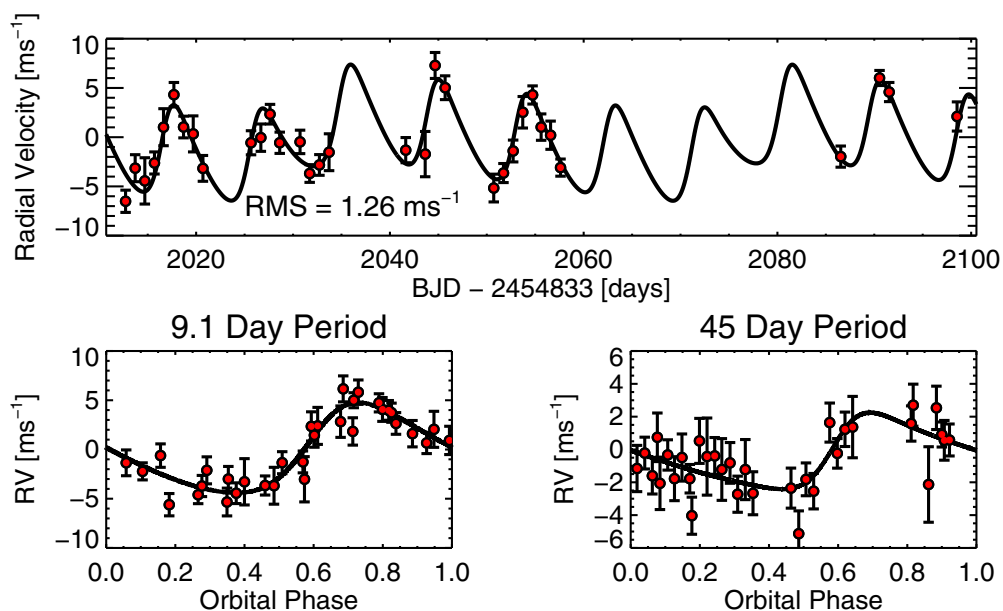 Radial Velocity [ms⁻¹]
10
5
0
−5
−10
RMS = 1.26 ms⁻¹
2020 2040 2060 2080 2100
BJD − 2454833 [days]
9.1 Day Period
RV [ms⁻¹]
10
5
0
−5
−10
0.0 0.2 0.4 0.6 0.8 1.0
Orbital Phase
45 Day Period
RV [ms⁻¹]
6
4
2
0
−2
−4
−6
0.0 0.2 0.4 0.6 0.8 1.0
Orbital Phase